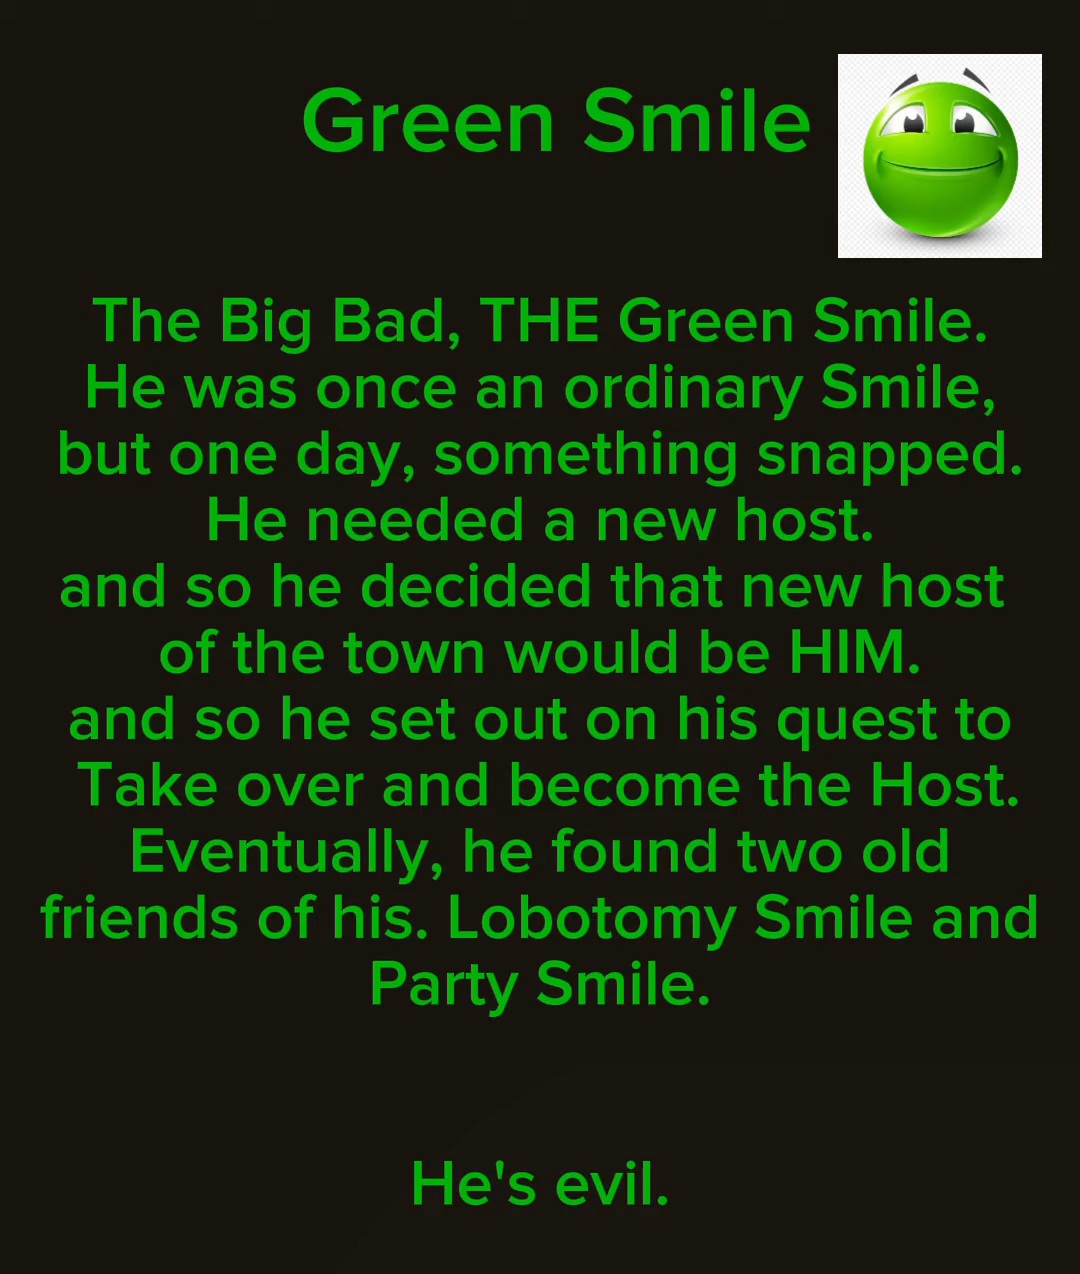 Green Smile
The Big Bad, THE Green Smile.
He was once an ordinary Smile,
but one day, something snapped.
He needed a new host.
and so he decided that new host
of the town would be HIM.
and so he set out on his quest to
Take over and become the Host.
Eventually, he found two old
friends of his. Lobotomy Smile and
Party Smile.
He's evil.